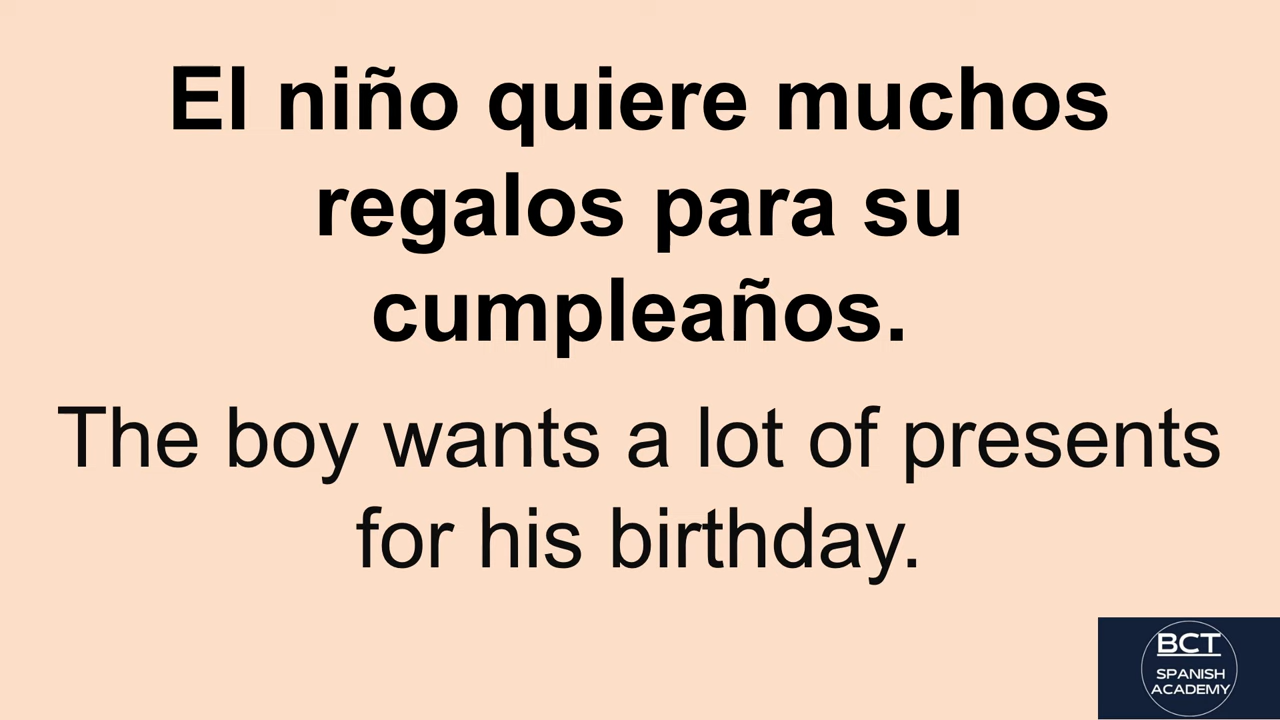 El niño quiere muchos
regalos para su
cumpleaños.
The boy wants a lot of presents
for his birthday.
BCT
SPANISH
ACADEMY